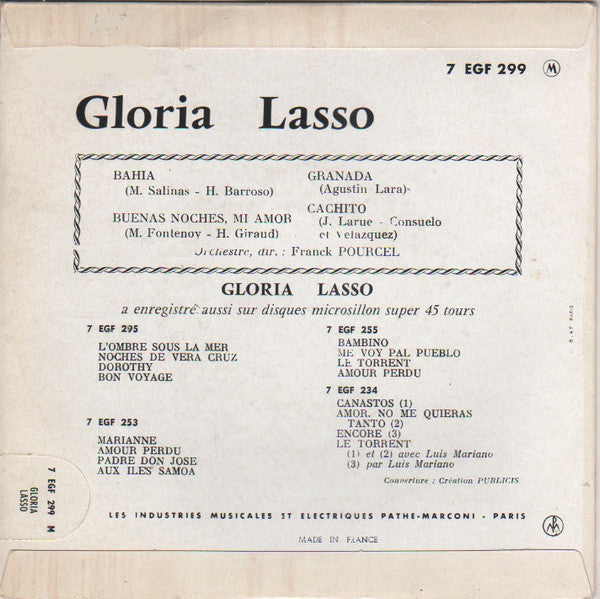 7 EGF 299 M
Gloria Lasso
BAHIA
(M. Salinas - H. Barroso)
BUENAS NOCHES, MI AMOR
(M. Fontenoy - H. Giraud)
GRANADA
(Agustin Lara)
CACHITO
(J. Larue - Consuelo
et Velazquez)
Orchestre, dir. : Franck POURCEL
GLORIA LASSO
a enregistré aussi sur disques microsillon super 45 tours
7 EGF 295
L'OMBRE SOUS LA MER
NOCHES DE VERA CRUZ
DOROTHY
BON VOYAGE
7 EGF 253
MARIANNE
AMOUR PERDU
PADRE DON JOSE
AUX ILES SAMOA
7 EGF 255
BAMBINO
ME VOY PAL PUEBLO
LE TORRENT
AMOUR PERDU
7 EGF 234
CANASTOS (1)
AMOR, NO ME QUIERAS
TANTO (2)
ENCORE (3)
LE TORRENT
(1) et (2) avec Luis Mariano
(3) par Luis Mariano
Couverture : Création PUBLICIS
7 EGF 299 M
GLORIA
LASSO
LES INDUSTRIES MUSICALES ET ELECTRIQUES PATHE-MARCONI - PARIS
MADE IN FRANCE